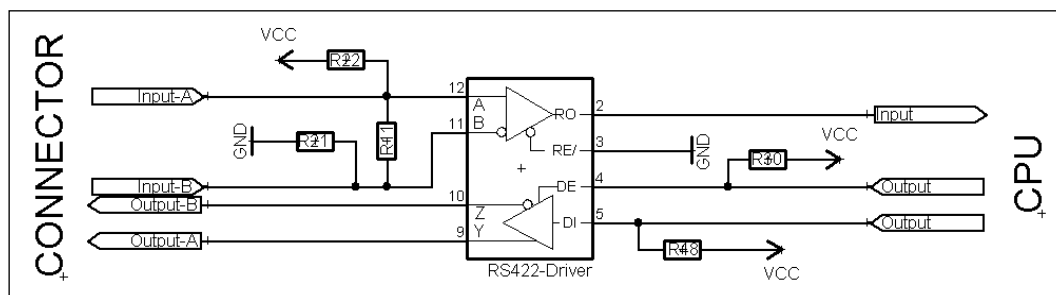 CONNECTOR
VCC
R22
Input-A
12
A
RO
2
Input
11
B
R11
GND
R21
RE/
3
GND
VCC
R30
Input-B
DE
4
Output
Output-B
10
Z
Output-A
9
Y
DI
5
Output
R48
VCC
RS422-Driver
CPU